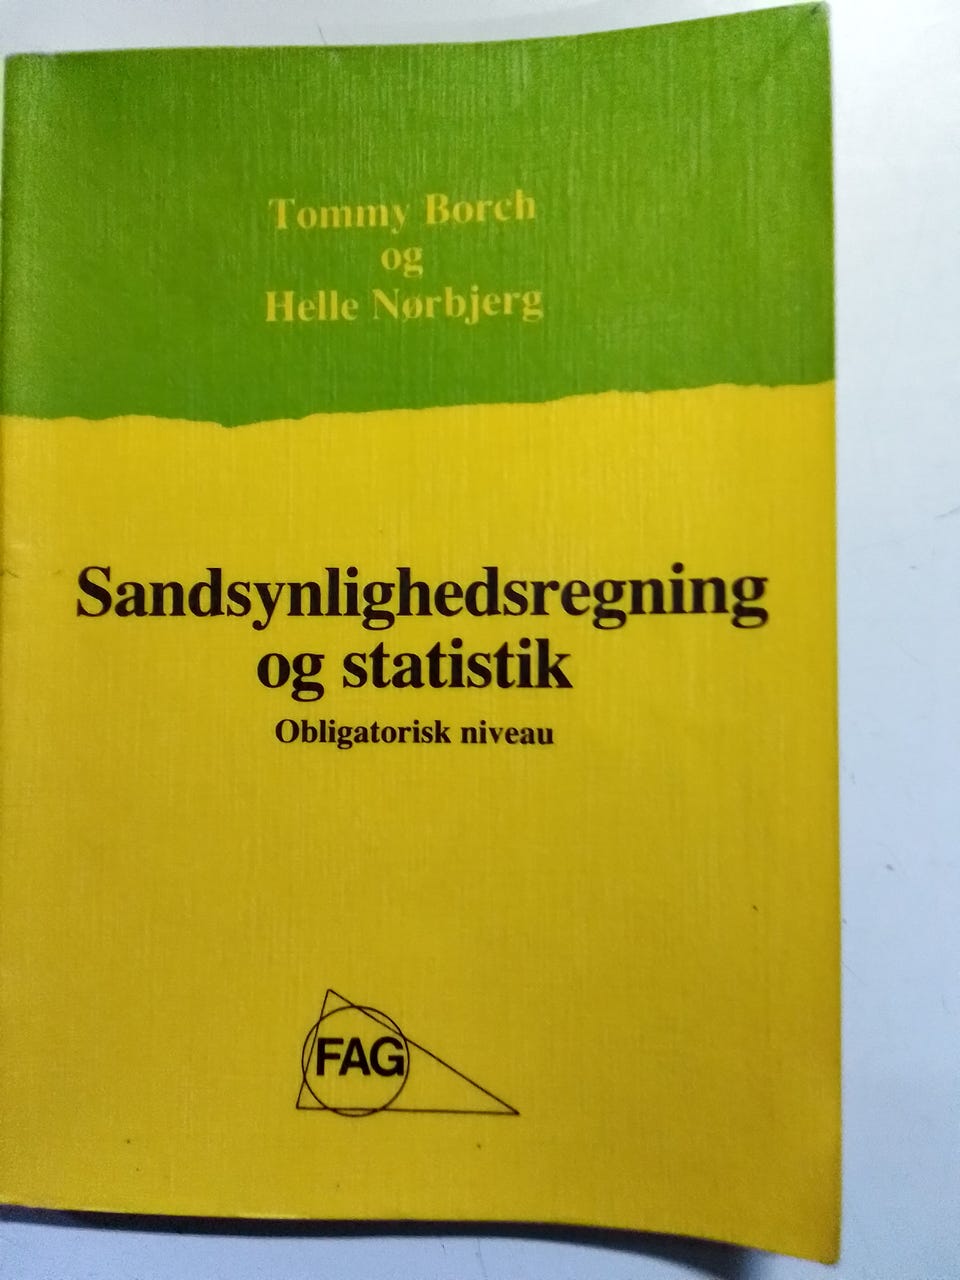 Tommy Borch
og
Helle Nørbjerg
Sandsynlighedsregning
og statistik
Obligatorisk niveau
FAG